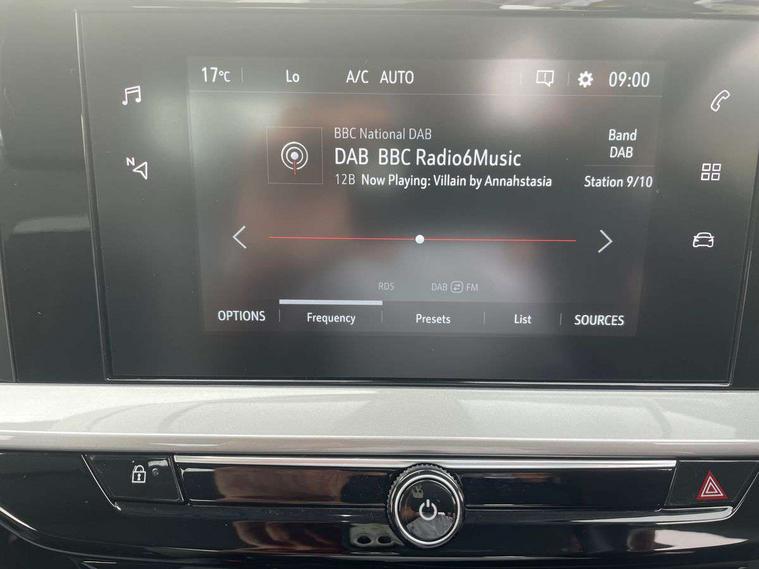 17°C Lo A/C AUTO 09:00
BBC National DAB
DAB BBC Radio6Music
12B Now Playing: Villain by Annahstasia
Band
DAB
Station 9/10
N
RDS DAB FM
OPTIONS Frequency Presets List SOURCES